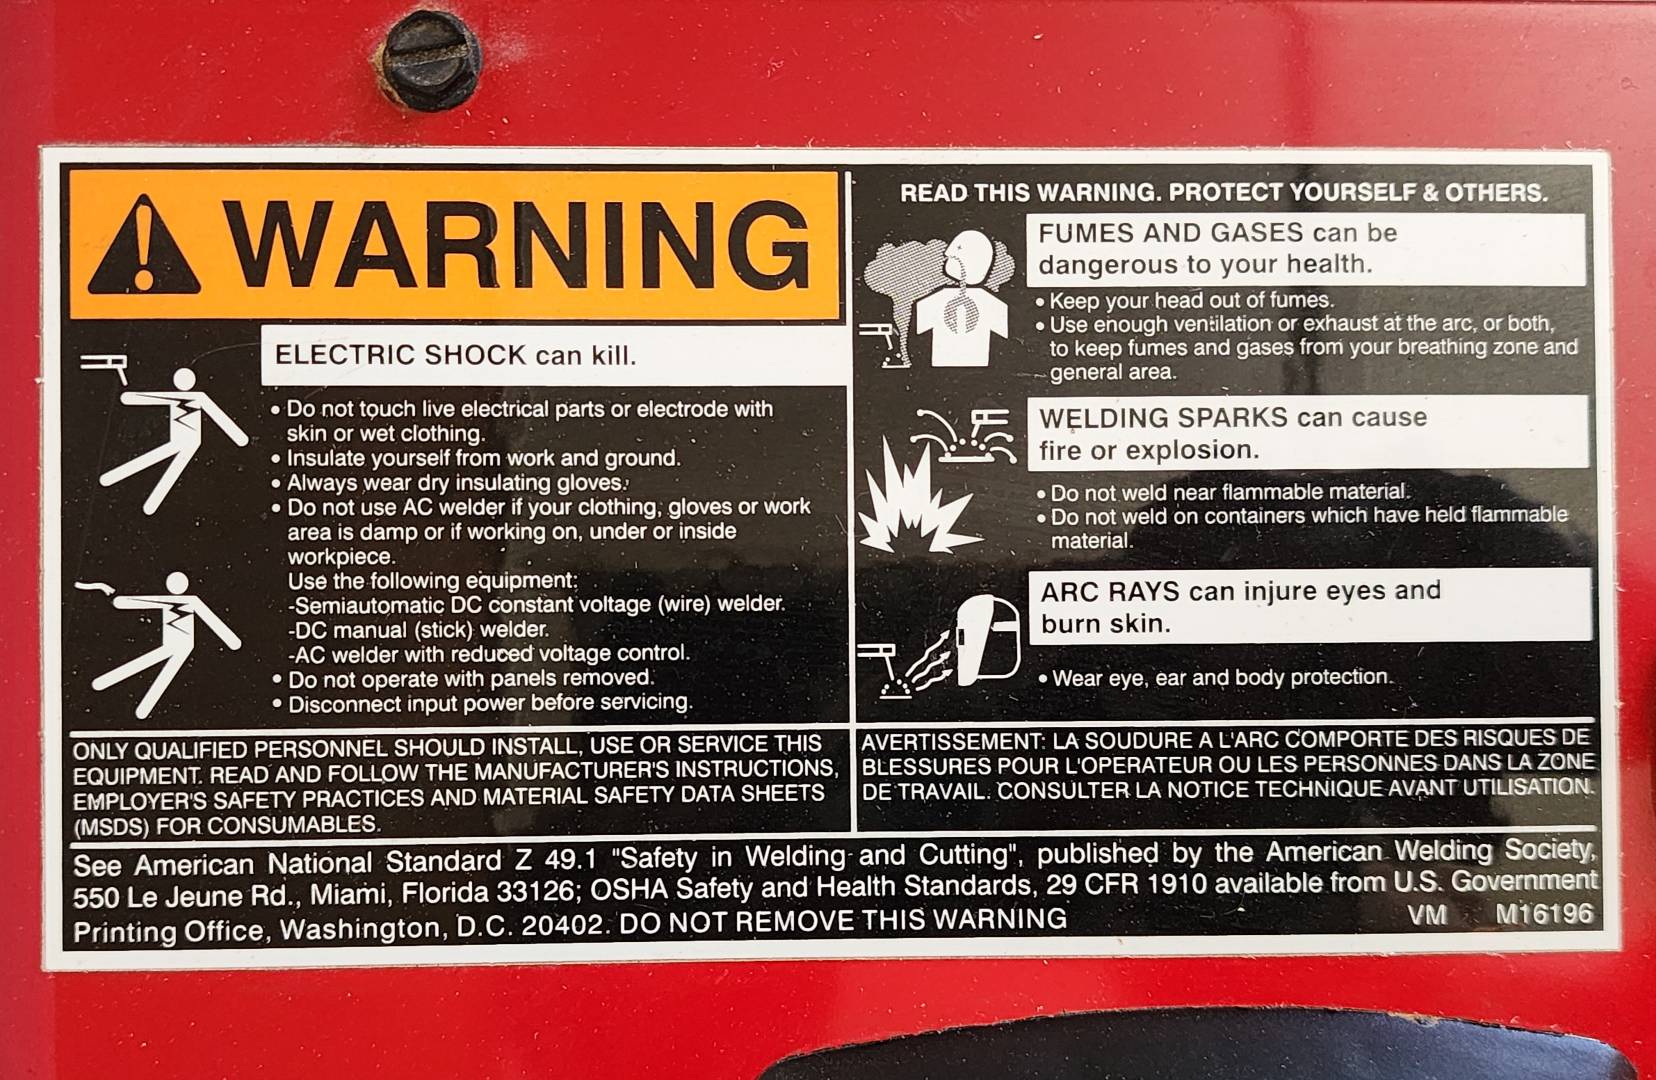 WARNING
ELECTRIC SHOCK can kill.
• Do not touch live electrical parts or electrode with
skin or wet clothing.
• Insulate yourself from work and ground.
• Always wear dry insulating gloves.
• Do not use AC welder if your clothing, gloves or work
area is damp or if working on, under or inside
workpiece.
Use the following equipment:
-Semiautomatic DC constant voltage (wire) welder.
-DC manual (stick) welder.
-AC welder with reduced voltage control.
• Do not operate with panels removed.
• Disconnect input power before servicing.
READ THIS WARNING. PROTECT YOURSELF & OTHERS.
FUMES AND GASES can be
dangerous to your health.
• Keep your head out of fumes.
• Use enough ventilation or exhaust at the arc, or both,
to keep fumes and gases from your breathing zone and
general area.
WELDING SPARKS can cause
fire or explosion.
• Do not weld near flammable material.
• Do not weld on containers which have held flammable
material.
ARC RAYS can injure eyes and
burn skin.
• Wear eye, ear and body protection.
ONLY QUALIFIED PERSONNEL SHOULD INSTALL, USE OR SERVICE THIS
EQUIPMENT. READ AND FOLLOW THE MANUFACTURER'S INSTRUCTIONS,
EMPLOYER'S SAFETY PRACTICES AND MATERIAL SAFETY DATA SHEETS
(MSDS) FOR CONSUMABLES.
AVERTISSEMENT: LA SOUDURE A L'ARC COMPORTE DES RISQUES DE
BLESSURES POUR L'OPERATEUR OU LES PERSONNES DANS LA ZONE
DE TRAVAIL. CONSULTER LA NOTICE TECHNIQUE AVANT UTILISATION.
See American National Standard Z 49.1 "Safety in Welding and Cutting", published by the American Welding Society,
550 Le Jeune Rd., Miami, Florida 33126; OSHA Safety and Health Standards, 29 CFR 1910 available from U.S. Government
Printing Office, Washington, D.C. 20402. DO NOT REMOVE THIS WARNING VM M16196